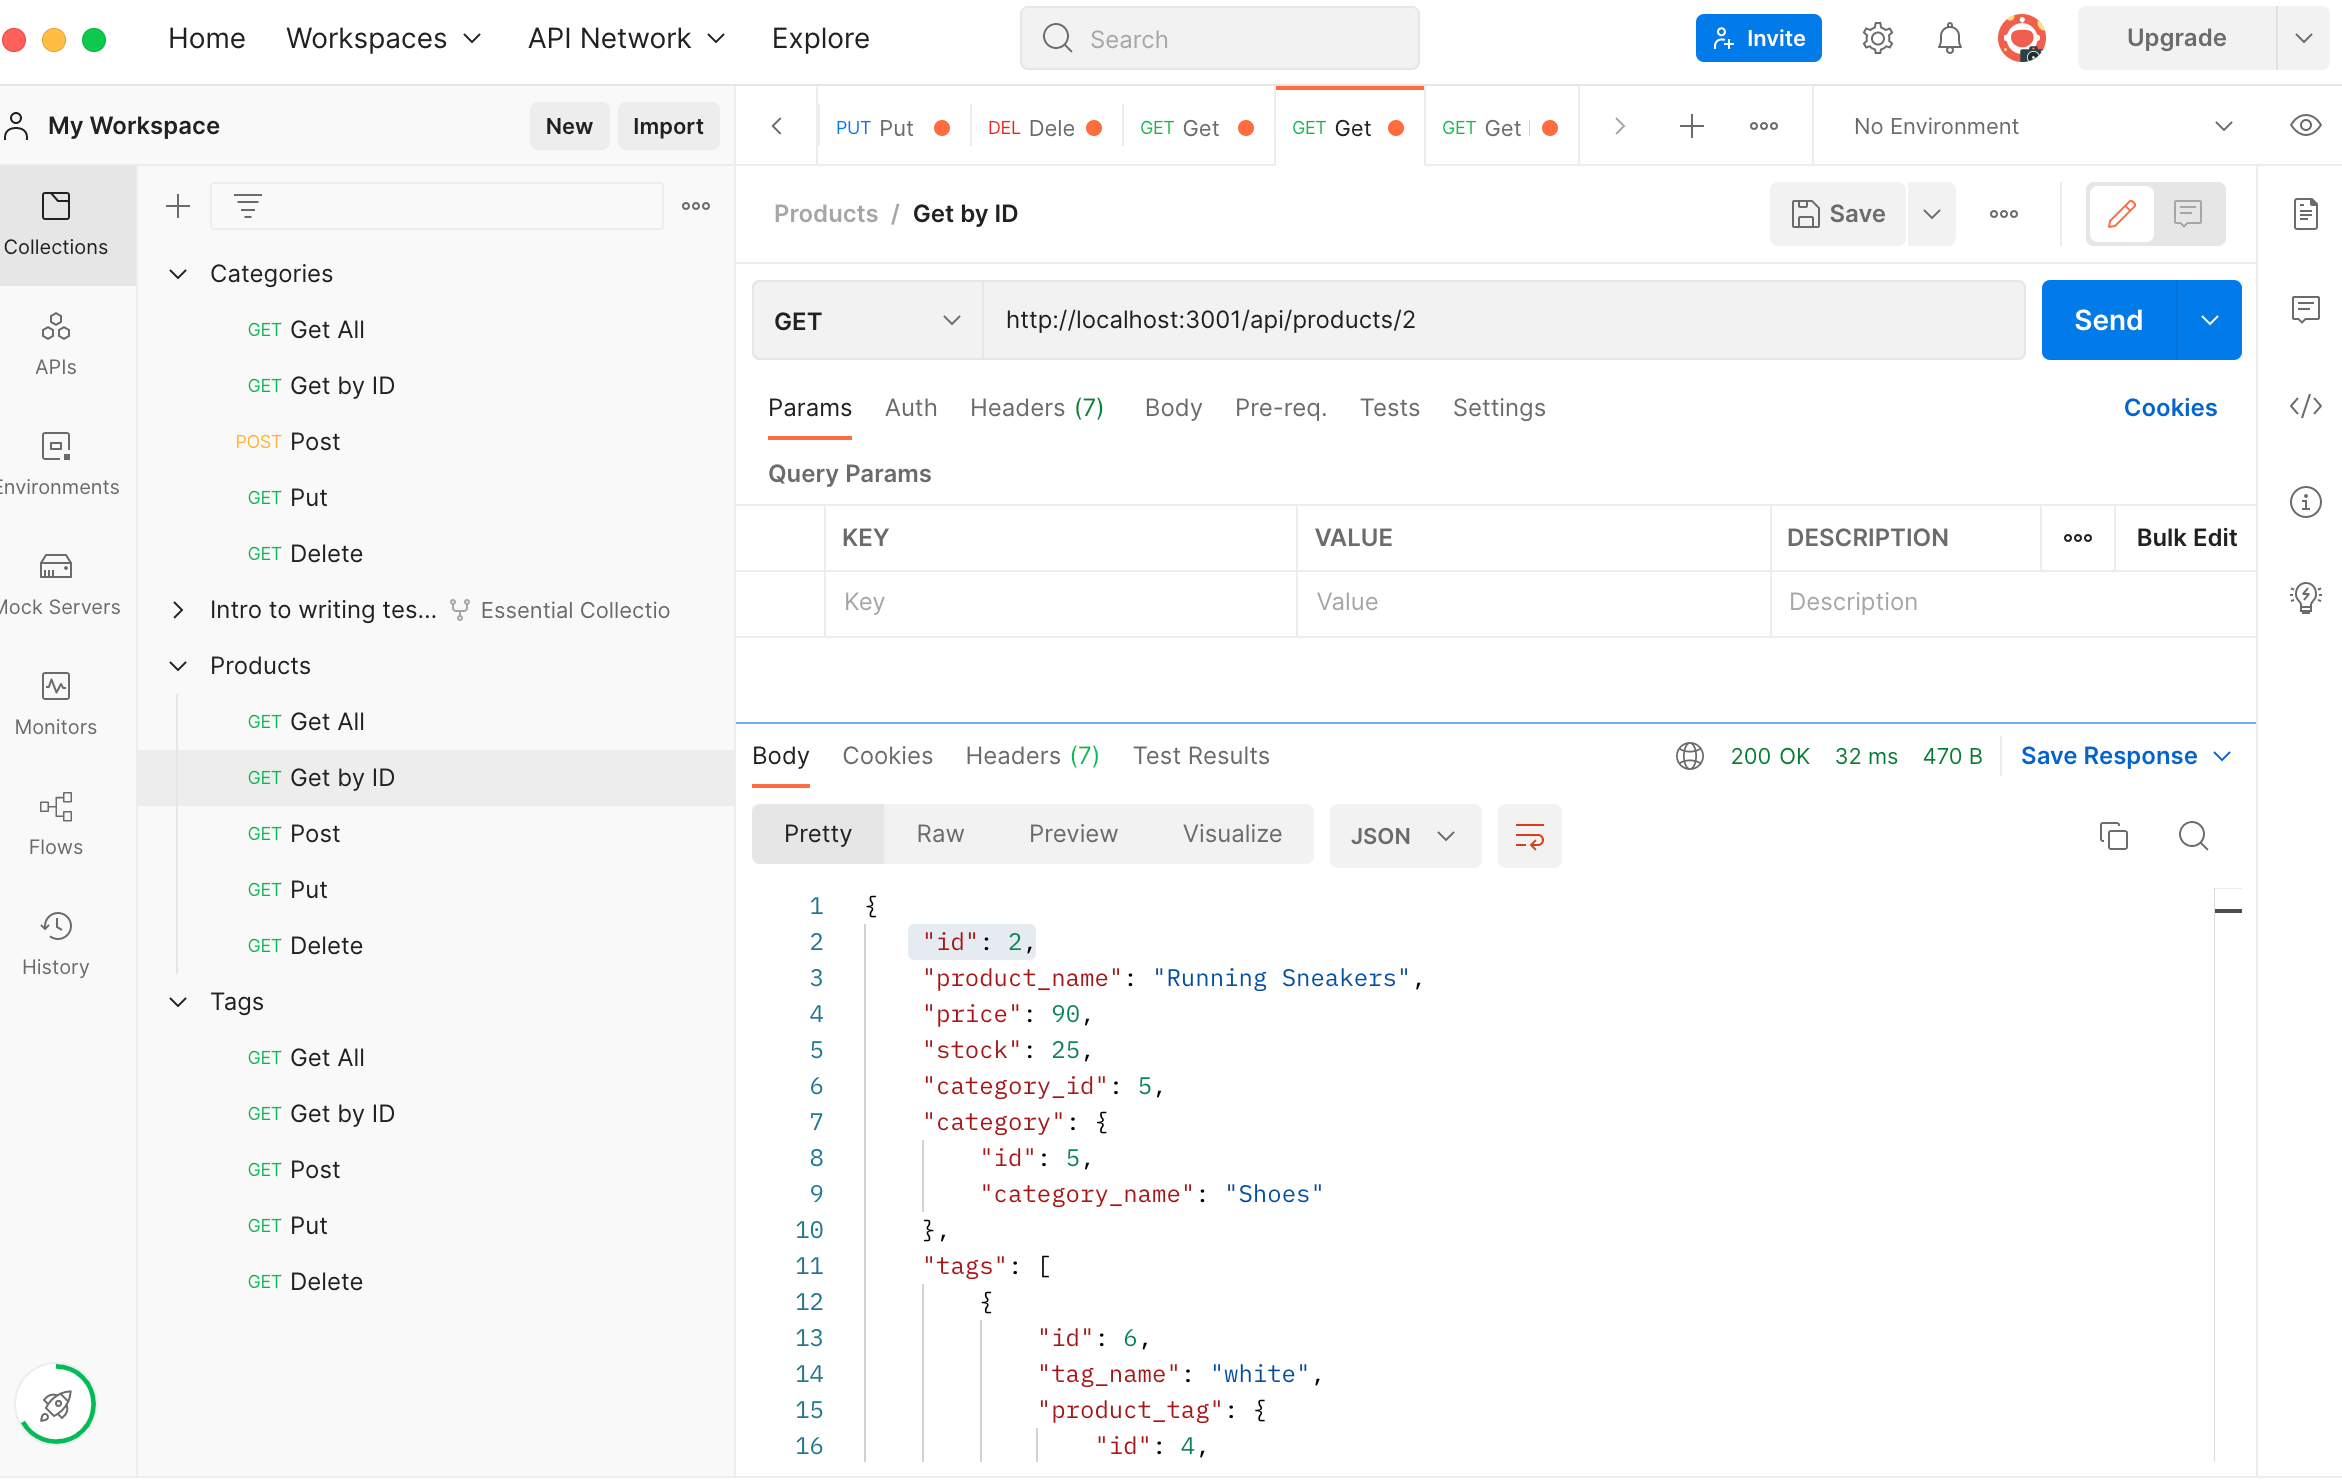 Home Workspaces API Network Explore Search Invite Upgrade
My Workspace New Import PUT Put DEL Dele GET Get GET Get GET Get No Environment
Collections
APIs
Environments
Mock Servers
Monitors
Flows
History
Categories
GET Get All
GET Get by ID
POST Post
GET Put
GET Delete
Intro to writing tes... Essential Collectio
Products
GET Get All
GET Get by ID
GET Post
GET Put
GET Delete
Tags
GET Get All
GET Get by ID
GET Post
GET Put
GET Delete
Products / Get by ID Save
GET http://localhost:3001/api/products/2 Send
Params Auth Headers (7) Body Pre-req. Tests Settings Cookies
Query Params
KEY VALUE DESCRIPTION Bulk Edit
Key Value Description
Body Cookies Headers (7) Test Results 200 OK 32 ms 470 B Save Response
Pretty Raw Preview Visualize JSON
1 {
2 "id": 2,
3 "product_name": "Running Sneakers",
4 "price": 90,
5 "stock": 25,
6 "category_id": 5,
7 "category": {
8 "id": 5,
9 "category_name": "Shoes"
10 },
11 "tags": [
12 {
13 "id": 6,
14 "tag_name": "white",
15 "product_tag": {
16 "id": 4,